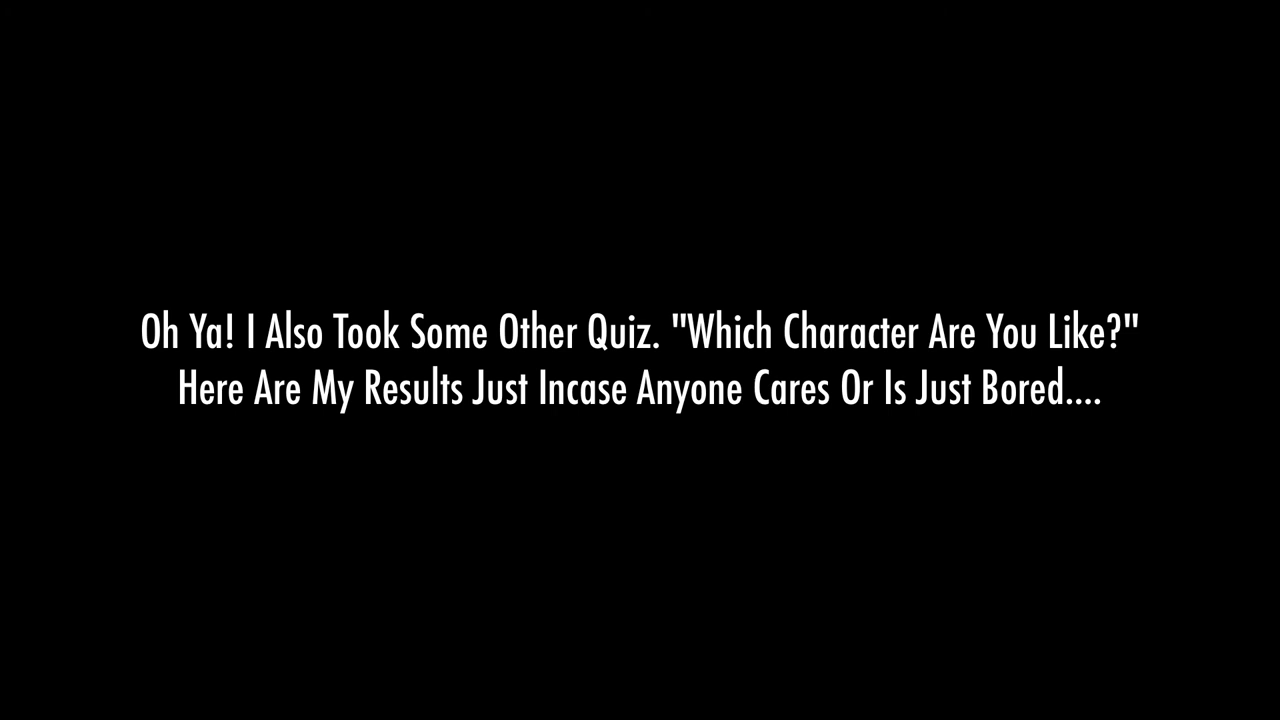 Oh Ya! I Also Took Some Other Quiz. "Which Character Are You Like?"
Here Are My Results Just Incase Anyone Cares Or Is Just Bored....